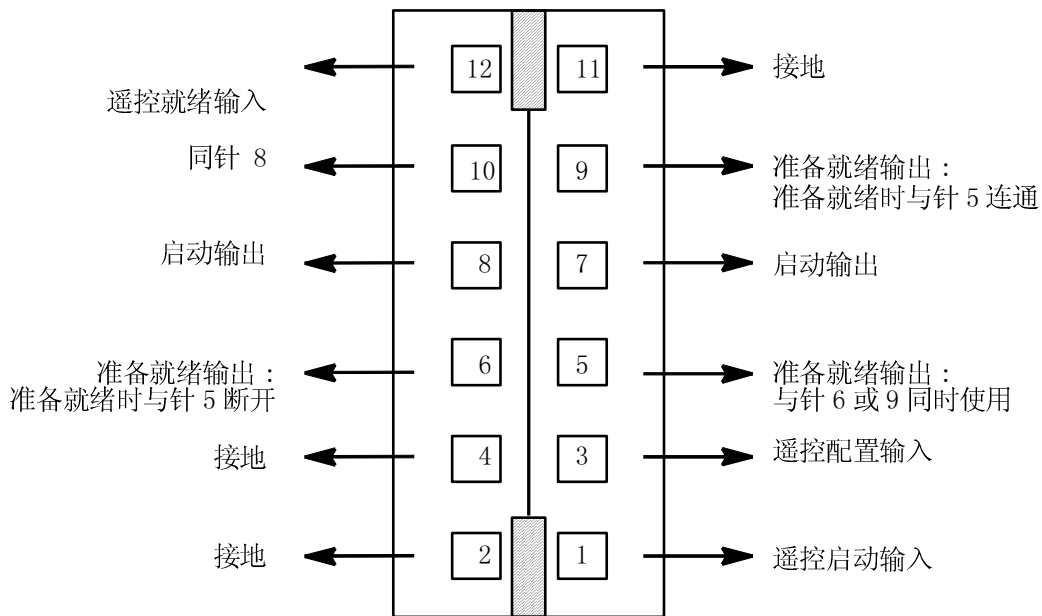 12
11
接地
遥控就绪输入
同针 8
10
9
准备就绪输出：
准备就绪时与针 5 连通
启动输出
8
7
启动输出
准备就绪输出：
准备就绪时与针 5 断开
6
5
准备就绪输出：
与针 6 或 9 同时使用
接地
4
3
遥控配置输入
接地
2
1
遥控启动输入